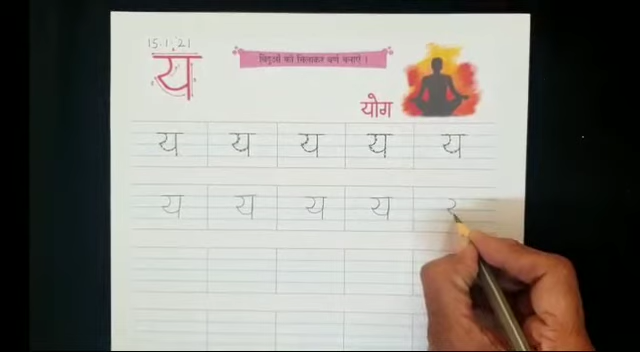 15.1.21
य
बिंदुओं को मिलाकर वर्ण बनाएँ ।
योग
य य य य य
य य य य